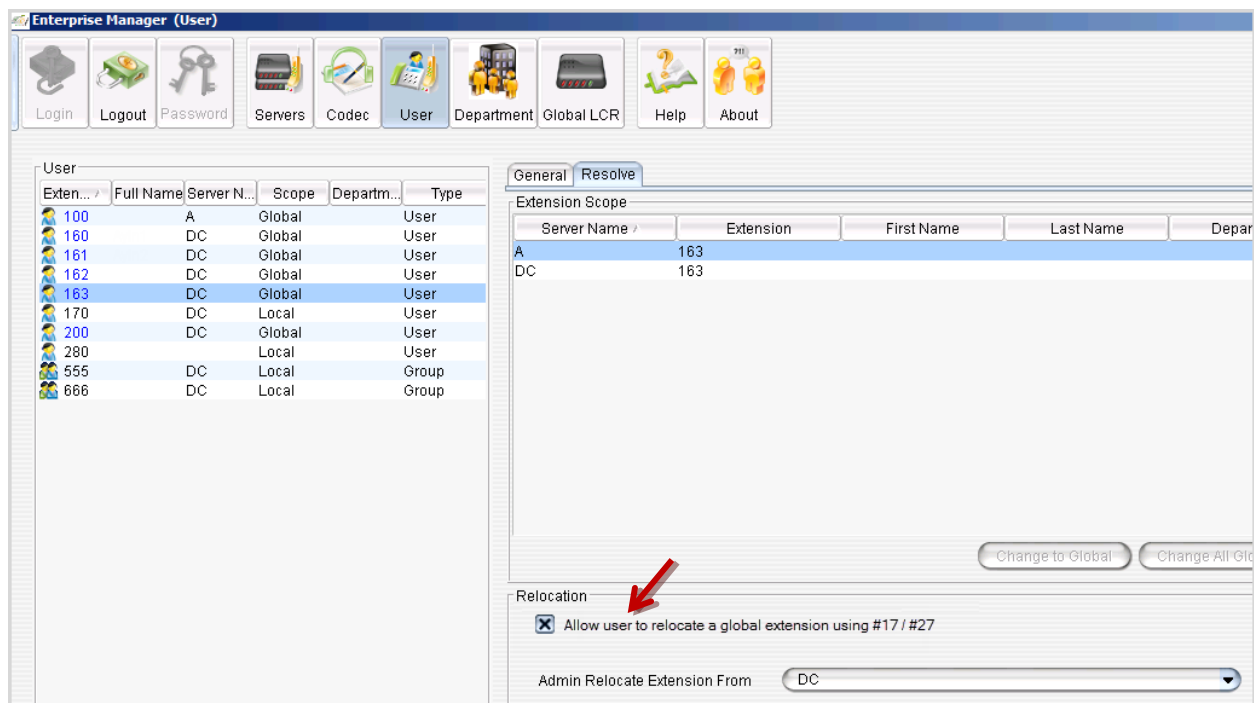 Enterprise Manager (User)
Login Logout Password Servers Codec User Department Global LCR Help About
?!!
User
Exten... Full Name Server N... Scope Departm... Type
100 A Global User
160 DC Global User
161 DC Global User
162 DC Global User
163 DC Global User
170 DC Local User
200 DC Global User
280 Local User
555 DC Local Group
666 DC Local Group
General Resolve
Extension Scope
Server Name Extension First Name Last Name Depar
A 163
DC 163
Change to Global Change All Glo
Relocation
Allow user to relocate a global extension using #17 / #27
Admin Relocate Extension From DC